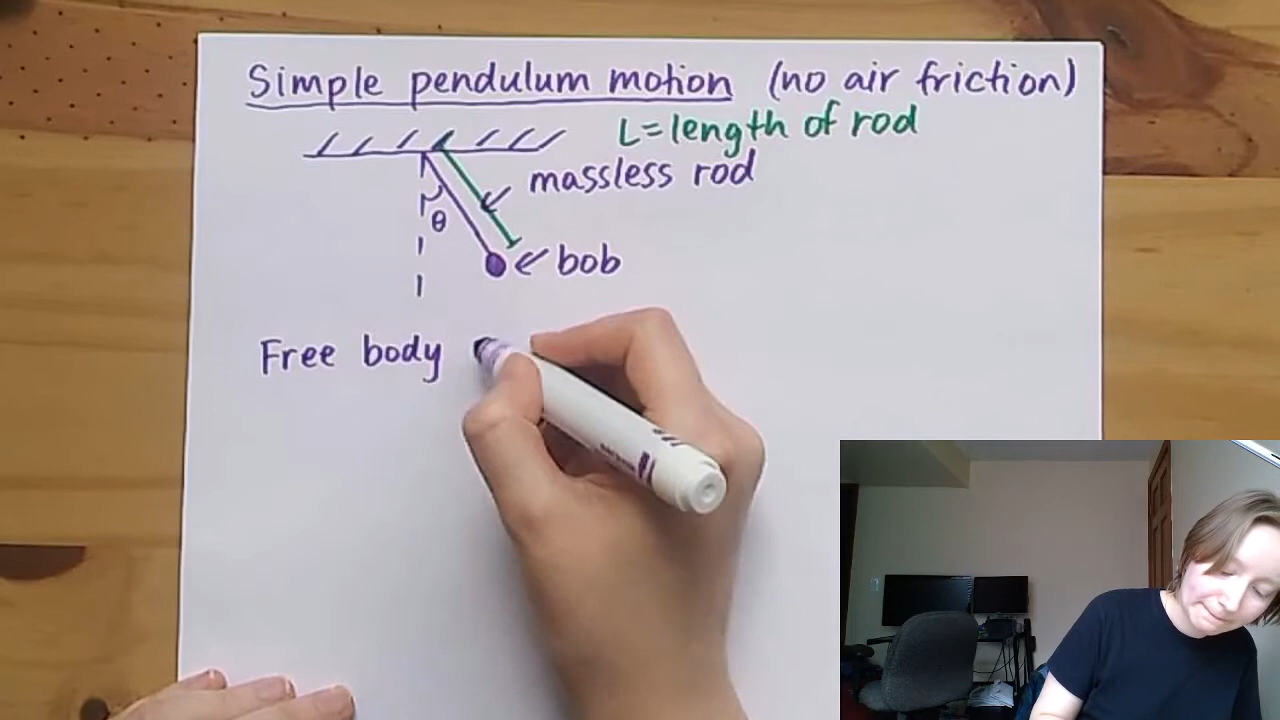 Simple pendulum motion (no air friction)
L=length of rod
massless rod
θ
bob
Free body